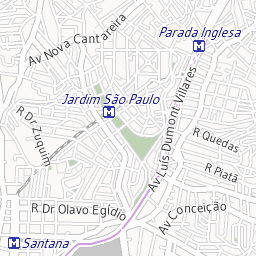 Av Nova Cantareira
Parada Inglesa
M
Jardim São Paulo
M
R Dr Zuquim
Av Luís Dumont Villares
R Quedas
R Piatã
R Dr Olavo Egídio
Av Conceição
M Santana